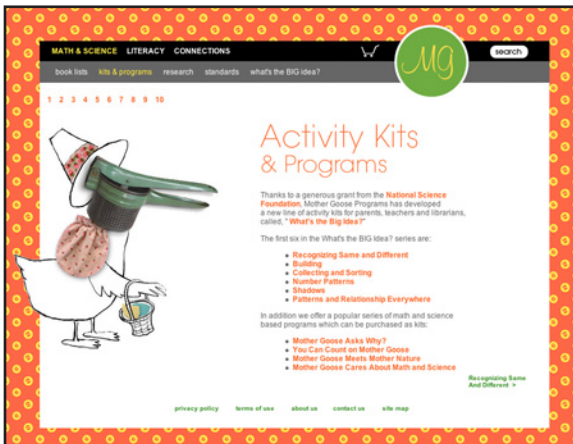 MATH & SCIENCE LITERACY CONNECTIONS
MG
search
book lists kits & programs research standards what's the BIG idea?
1 2 3 4 5 6 7 8 9 10
Activity Kits
& Programs
Thanks to a generous grant from the National Science
Foundation, Mother Goose Programs has developed
a new line of activity kits for parents, teachers and librarians,
called, " What's the Big Idea?"
The first six in the What's the BIG Idea? series are:
Recognizing Same and Different
Building
Collecting and Sorting
Number Patterns
Shadows
Patterns and Relationship Everywhere
In addition we offer a popular series of math and science
based programs which can be purchased as kits:
Mother Goose Asks Why?
You Can Count on Mother Goose
Mother Goose Meets Mother Nature
Mother Goose Cares About Math and Science
Recognizing Same
And Different >
privacy policy terms of use about us contact us site map